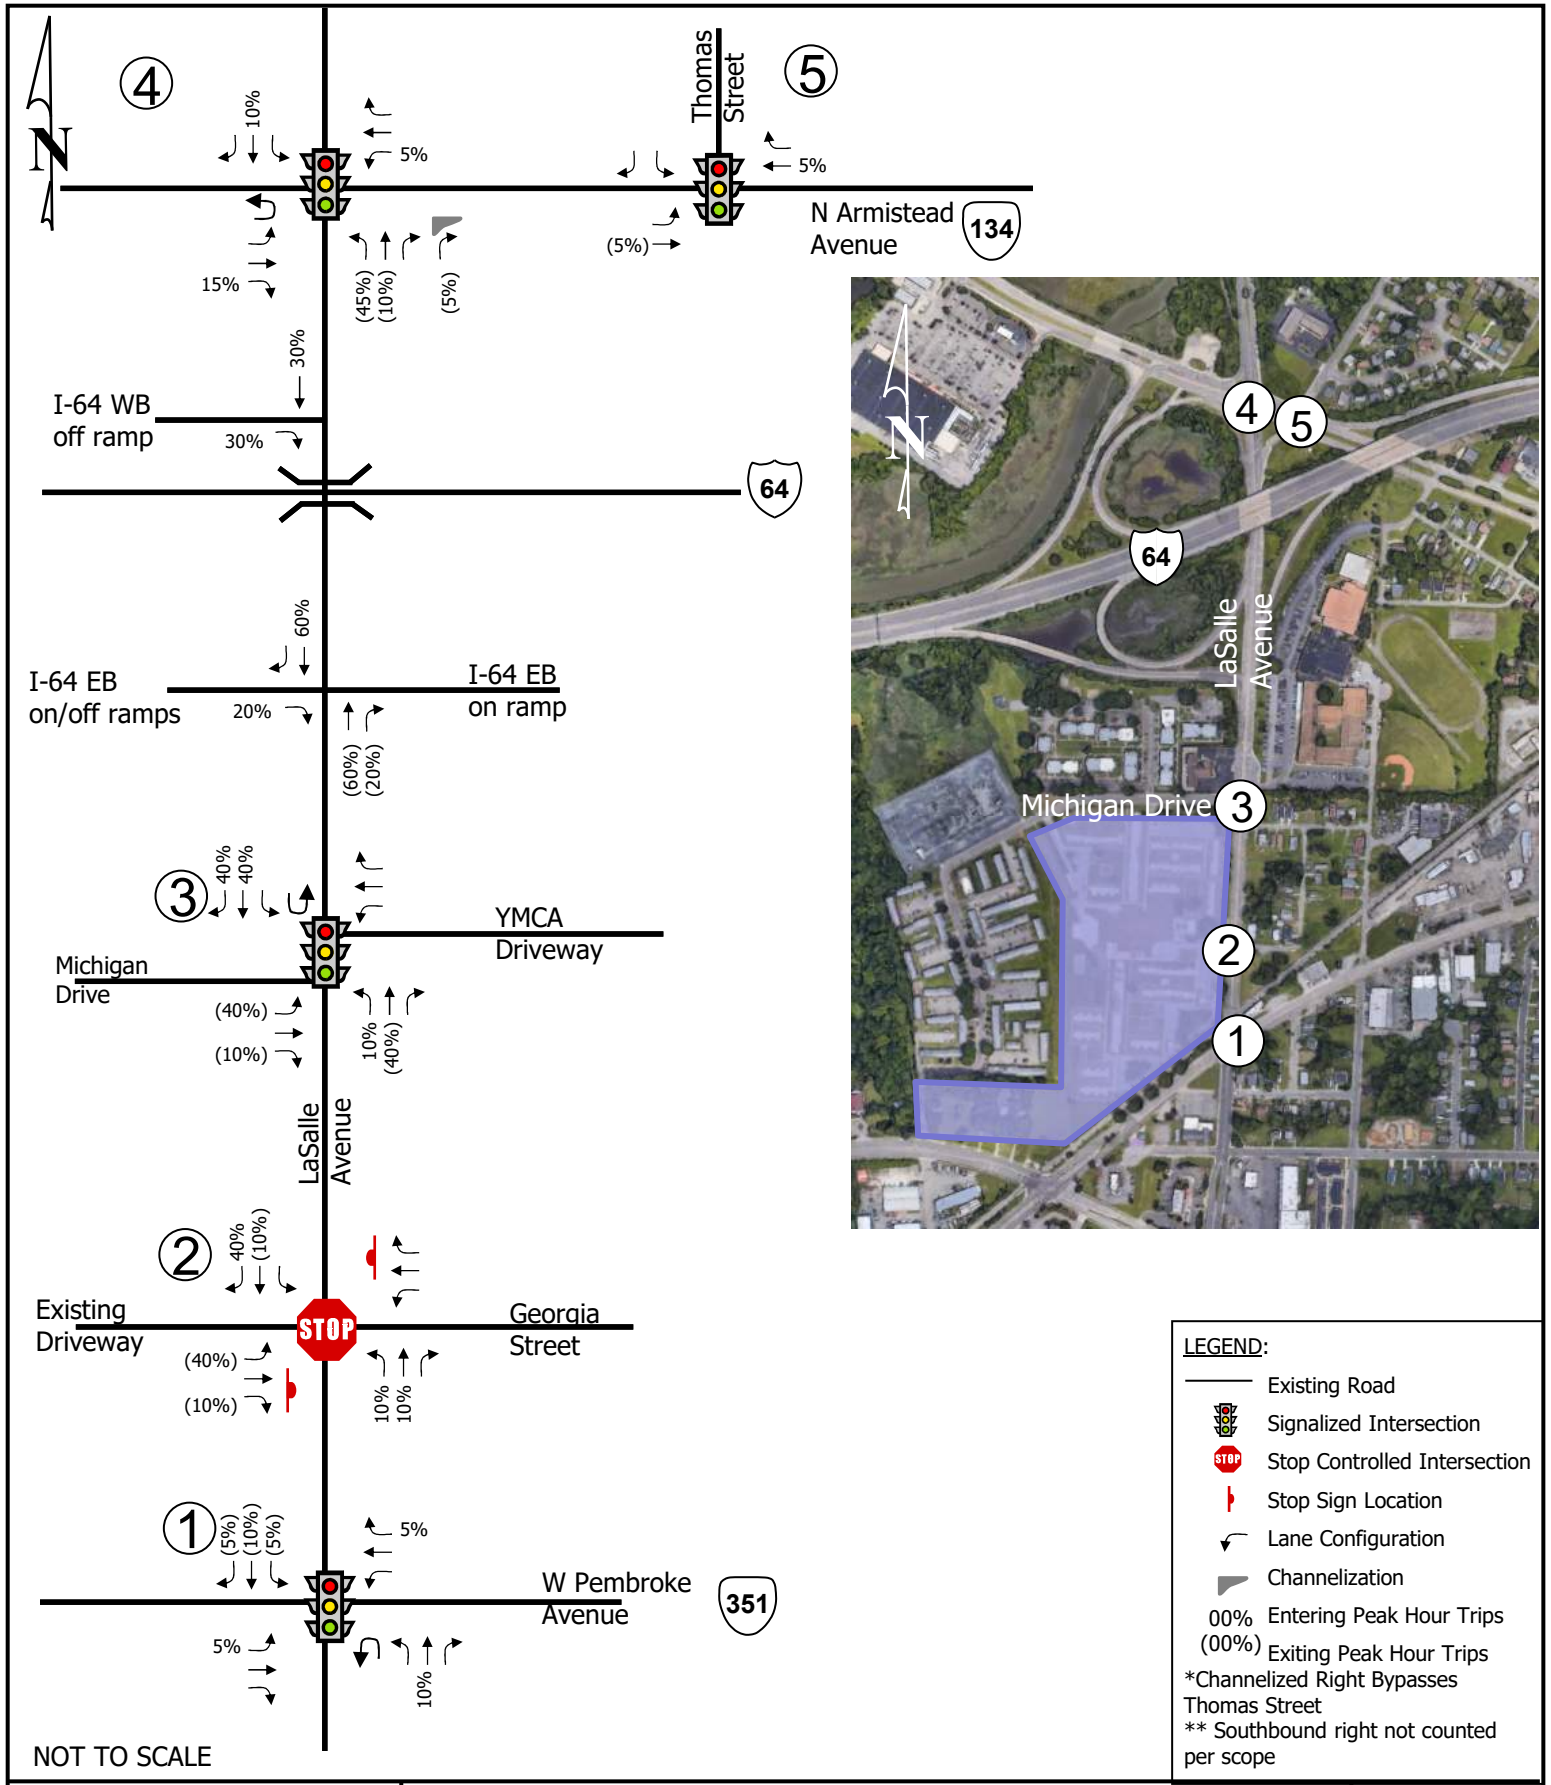 4
10%
5%
N
15%
(45%)
(10%)
(5%)
Thomas
Street
5
5%
(5%)
N Armistead
Avenue
134
30%
I-64 WB
off ramp
30%
64
60%
I-64 EB
on/off ramps
20%
I-64 EB
on ramp
(60%)
(20%)
3
40%
40%
YMCA
Driveway
Michigan
Drive
(40%)
(10%)
10%
(40%)
LaSalle
Avenue
2
40%
(10%)
Existing
Driveway
STOP
Georgia
Street
(40%)
(10%)
10%
10%
1
(5%)
(10%)
(5%)
5%
W Pembroke
Avenue
351
5%
10%
NOT TO SCALE
N
4
5
64
LaSalle
Avenue
Michigan Drive
3
2
1
LEGEND:
Existing Road
Signalized Intersection
STOP
Stop Controlled Intersection
Stop Sign Location
Lane Configuration
Channelization
00% Entering Peak Hour Trips
(00%) Exiting Peak Hour Trips
*Channelized Right Bypasses
Thomas Street
** Southbound right not counted
per scope